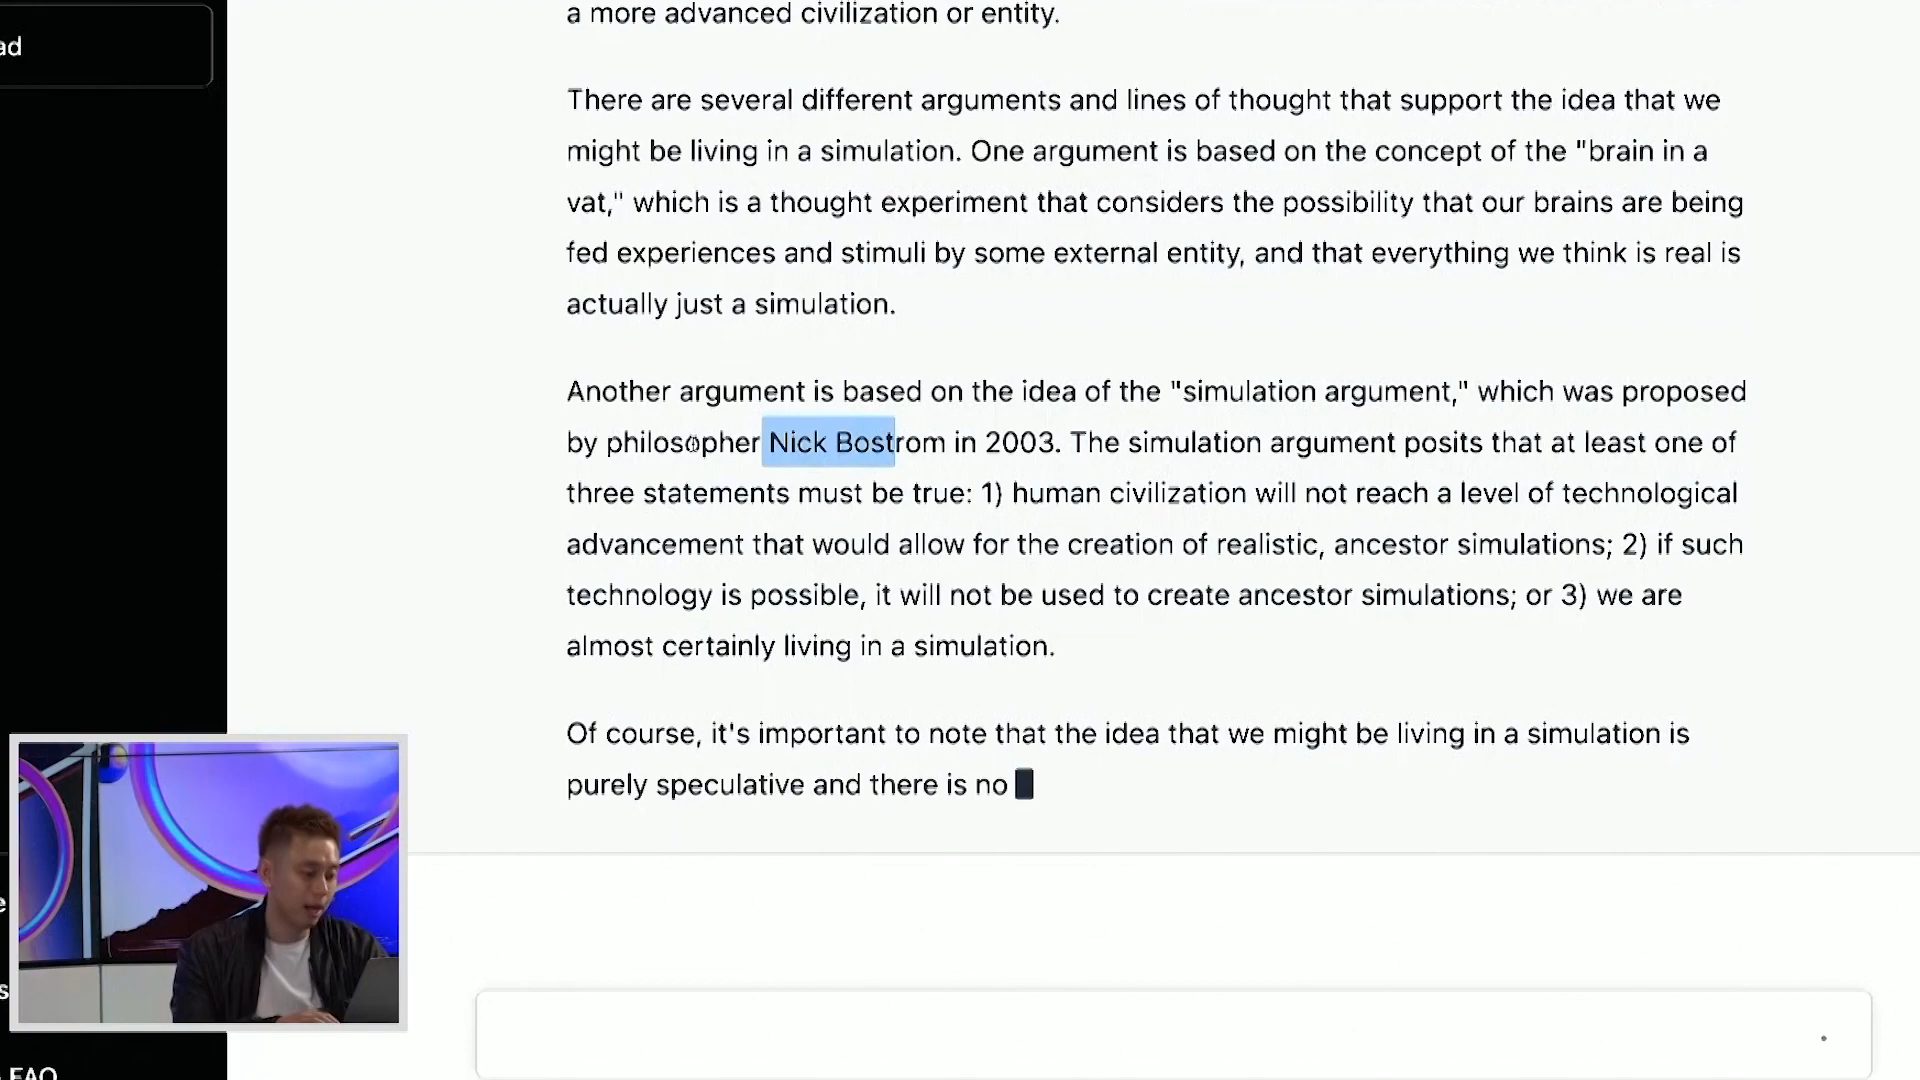 a more advanced civilization or entity.
ad
There are several different arguments and lines of thought that support the idea that we
might be living in a simulation. One argument is based on the concept of the "brain in a
vat," which is a thought experiment that considers the possibility that our brains are being
fed experiences and stimuli by some external entity, and that everything we think is real is
actually just a simulation.
Another argument is based on the idea of the "simulation argument," which was proposed
by philosopher Nick Bostrom in 2003. The simulation argument posits that at least one of
three statements must be true: 1) human civilization will not reach a level of technological
advancement that would allow for the creation of realistic, ancestor simulations; 2) if such
technology is possible, it will not be used to create ancestor simulations; or 3) we are
almost certainly living in a simulation.
Of course, it's important to note that the idea that we might be living in a simulation is
purely speculative and there is no
e
s
FAQ